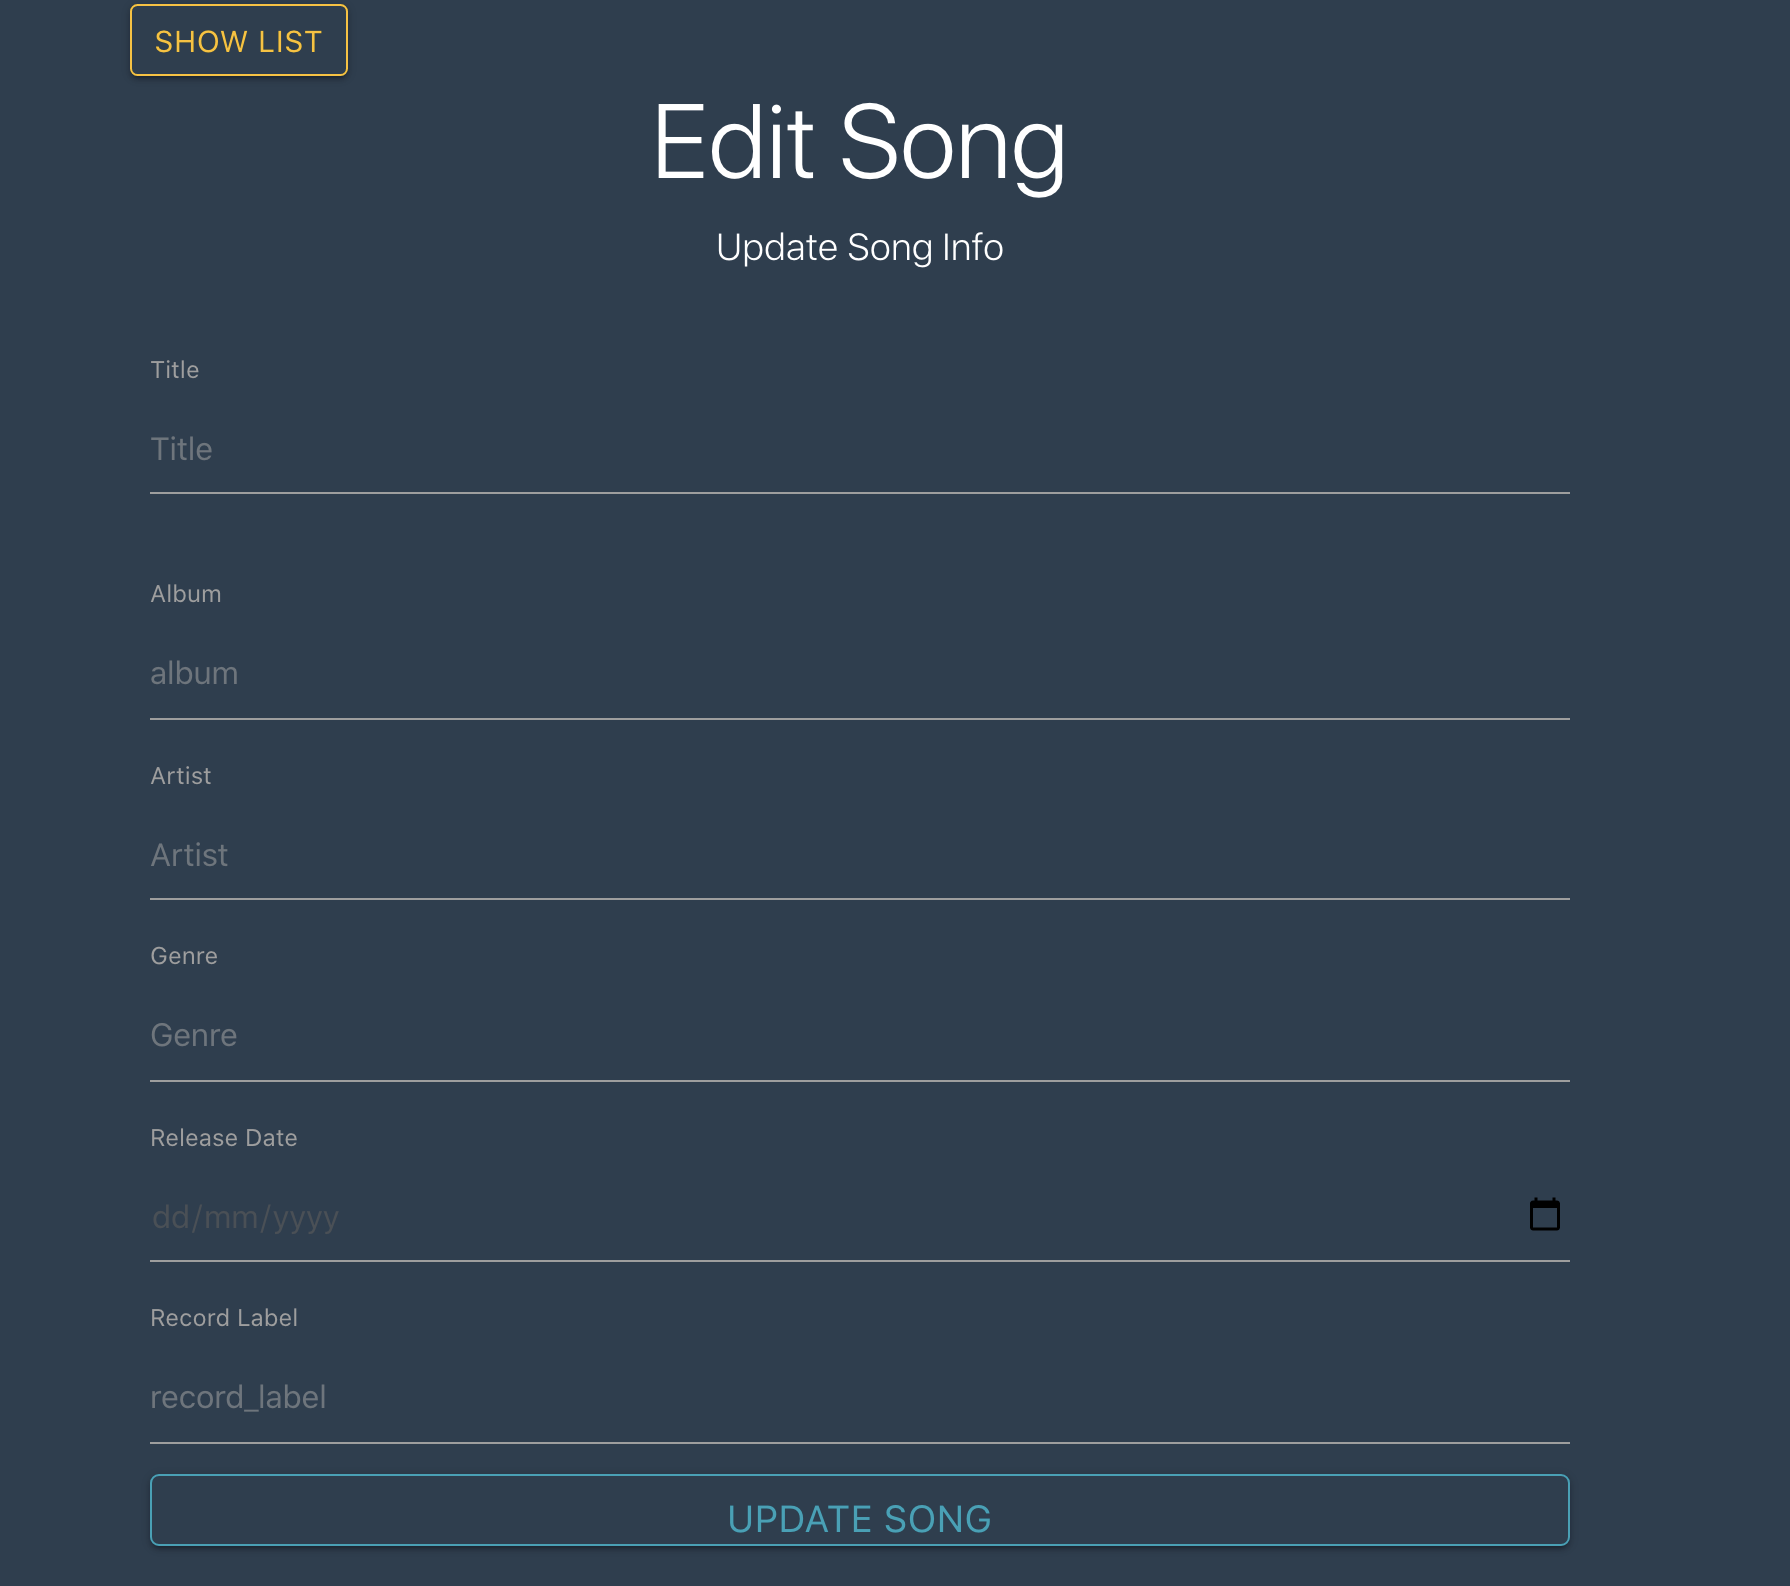 SHOW LIST
Edit Song
Update Song Info
Title
Title
Album
album
Artist
Artist
Genre
Genre
Release Date
dd/mm/yyyy
Record Label
record_label
UPDATE SONG